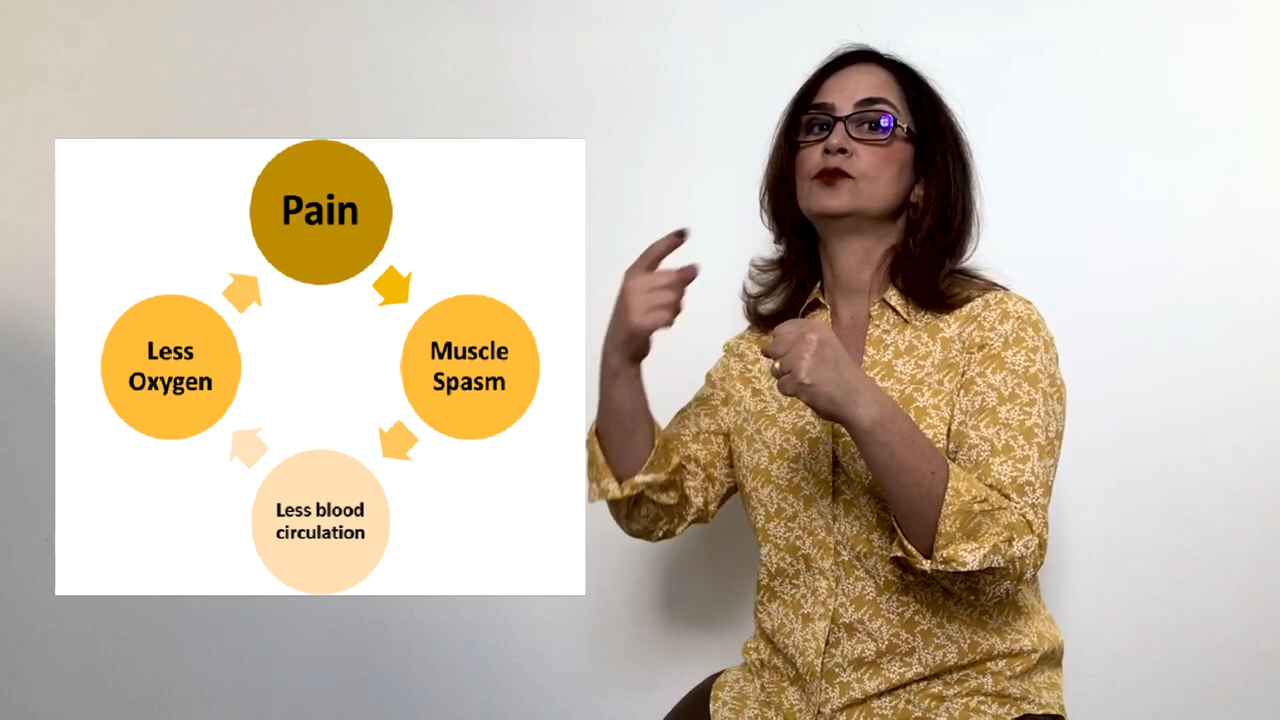 Pain
Less
Oxygen
Muscle
Spasm
Less blood
circulation